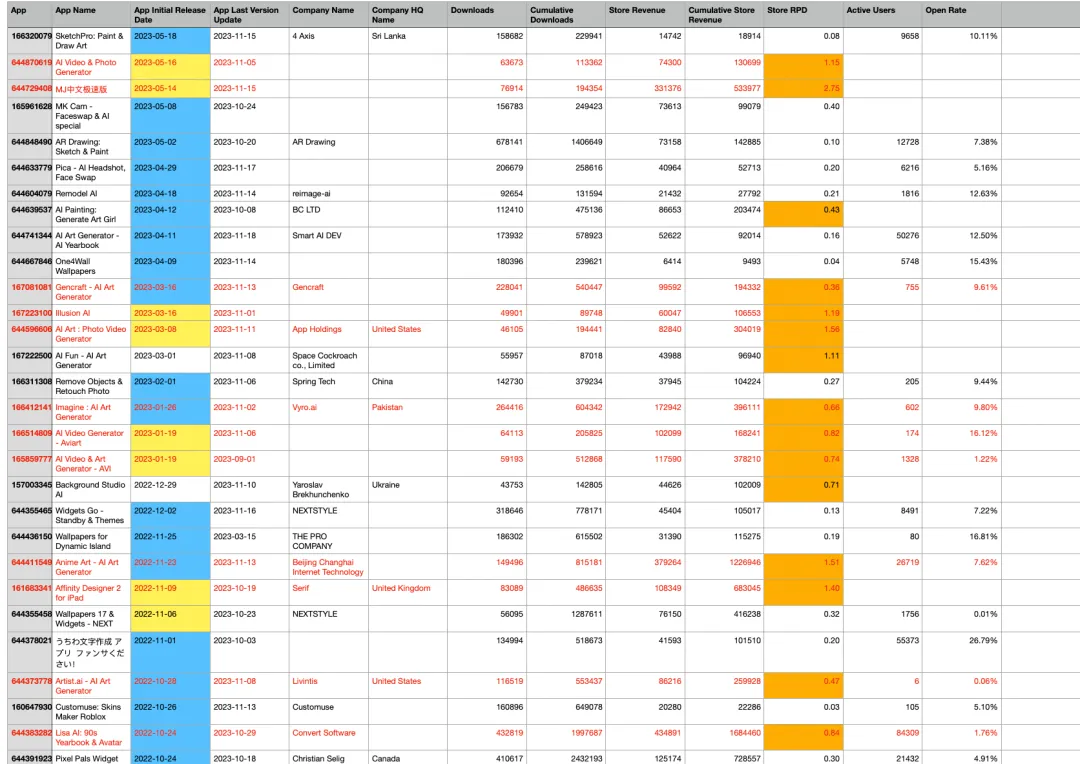 App App Name App Initial Release Date App Last Version Update Company Name Company HQ Name Downloads Cumulative Downloads Store Revenue Cumulative Store Revenue Store RPD Active Users Open Rate
166320079 SketchPro: Paint & Draw Art 2023-05-18 2023-11-15 4 Axis Sri Lanka 158682 229941 14742 18914 0.08 9658 10.11%
644870619 AI Video & Photo Generator 2023-05-16 2023-11-05 63673 113362 74300 130699 1.15
644729408 MJ中文极速版 2023-05-14 2023-11-15 76914 194354 331376 533977 2.75
165961628 MK Cam - Faceswap & AI special 2023-05-08 2023-10-24 156783 249423 73613 99079 0.40
644848490 AR Drawing: Sketch & Paint 2023-05-02 2023-10-20 AR Drawing 678141 1406649 73158 142885 0.10 12728 7.38%
644633779 Pica - AI Headshot, Face Swap 2023-04-29 2023-11-17 206679 258616 40964 52713 0.20 6216 5.16%
644604079 Remodel AI 2023-04-18 2023-11-14 reimage-ai 92654 131594 21432 27792 0.21 1816 12.63%
644639537 AI Painting: Generate Art Girl 2023-04-12 2023-10-08 BC LTD 112410 475136 86653 203474 0.43
644741344 AI Art Generator - AI Yearbook 2023-04-11 2023-11-18 Smart AI DEV 173932 578923 52622 92014 0.16 50276 12.50%
644667846 One4Wall Wallpapers 2023-04-09 2023-11-14 180396 239621 6414 9493 0.04 5748 15.43%
167081081 Gencraft - AI Art Generator 2023-03-16 2023-11-13 Gencraft 228041 540447 99592 194332 0.36 755 9.61%
167223100 Illusion AI 2023-03-16 2023-11-01 49901 89748 60047 106553 1.19
644596606 AI Art : Photo Video Generator 2023-03-08 2023-11-11 App Holdings United States 46105 194441 82840 304019 1.56
167222500 AI Fun - AI Art Generator 2023-03-01 2023-11-08 Space Cockroach co., Limited 55957 87018 43988 96940 1.11
166311308 Remove Objects & Retouch Photo 2023-02-01 2023-11-06 Spring Tech China 142730 379234 37945 104224 0.27 205 9.44%
166412141 Imagine : AI Art Generator 2023-01-26 2023-11-02 Vyro.ai Pakistan 264416 604342 172942 396111 0.66 602 9.80%
166514809 AI Video Generator - Aviart 2023-01-19 2023-11-06 64113 205825 102099 168241 0.82 174 16.12%
165859777 AI Video & Art Generator - AVI 2023-01-19 2023-09-01 59193 512868 117590 378210 0.74 1328 1.22%
157003345 Background Studio AI 2022-12-29 2023-11-10 Yaroslav Brekhunchenko Ukraine 43753 142805 44626 102009 0.71
644355465 Widgets Go - Standby & Themes 2022-12-02 2023-11-16 NEXTSTYLE 318646 778171 45404 105017 0.13 8491 7.22%
644436150 Wallpapers for Dynamic Island 2022-11-25 2023-03-15 THE PRO COMPANY 186302 615502 31390 115275 0.19 80 16.81%
644411549 Anime Art - AI Art Generator 2022-11-23 2023-11-13 Beijing Changhai Internet Technology 149496 815181 379264 1226946 1.51 26719 7.62%
161683341 Affinity Designer 2 for iPad 2022-11-09 2023-10-19 Serif United Kingdom 83089 486635 108349 683045 1.40
644355458 Wallpapers 17 & Widgets - NEXT 2022-11-06 2023-10-23 NEXTSTYLE 56095 1287611 76150 416238 0.32 1756 0.01%
644378021 うちわ文字作成 アプリ ファンサください! 2022-11-01 2023-10-03 134994 518673 41593 101510 0.20 55373 26.79%
644373778 Artist.ai - AI Art Generator 2022-10-28 2023-11-08 Livintis United States 116519 553437 86216 259928 0.47 6 0.06%
160647930 Customuse: Skins Maker Roblox 2022-10-26 2023-11-13 Customuse 160896 649078 20280 22286 0.03 105 5.10%
644383282 Lisa AI: 90s Yearbook & Avatar 2022-10-24 2023-10-29 Convert Software 432819 1997687 434891 1684460 0.84 84309 1.76%
644391923 Pixel Pals Widget 2022-10-24 2023-10-18 Christian Selig Canada 410617 2432193 125174 728557 0.30 21432 4.91%